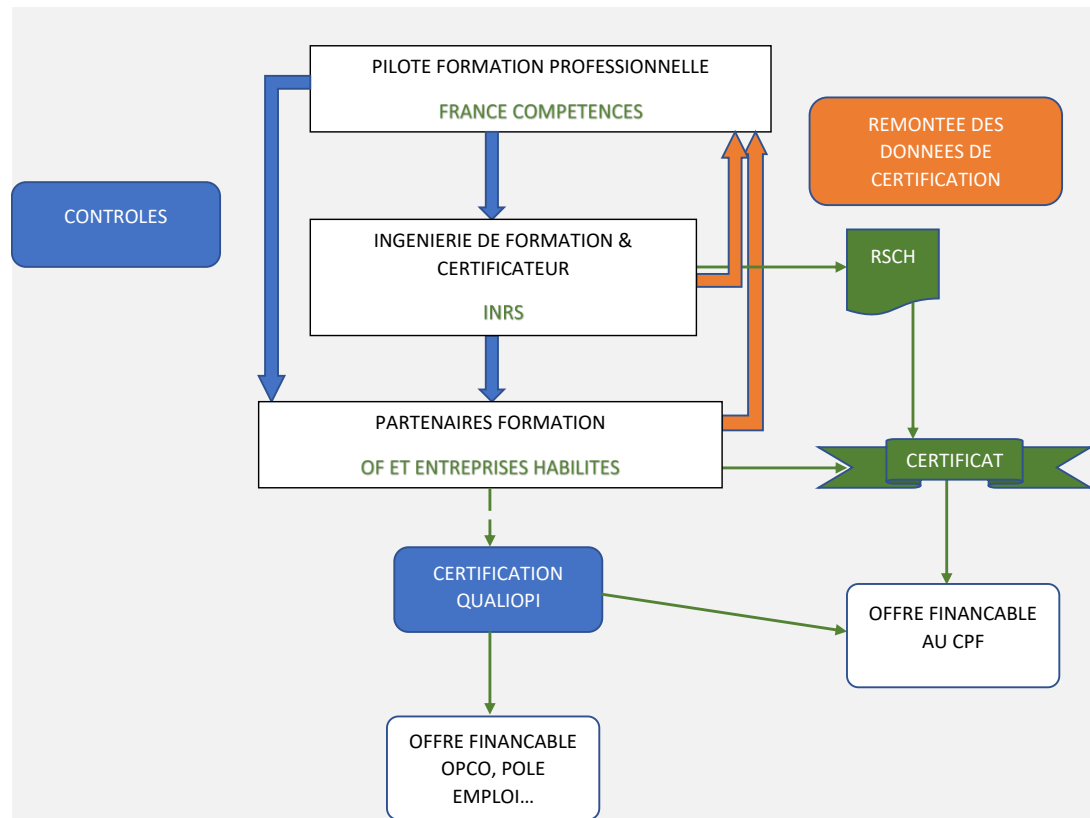 PILOTE FORMATION PROFESSIONNELLE
FRANCE COMPETENCES
REMONTEE DES
DONNEES DE
CERTIFICATION
CONTROLES
INGENIERIE DE FORMATION &
CERTIFICATEUR
INRS
RSCH
PARTENAIRES FORMATION
OF ET ENTREPRISES HABILITES
CERTIFICAT
CERTIFICATION
QUALIOPI
OFFRE FINANCABLE
AU CPF
OFFRE FINANCABLE
OPCO, POLE
EMPLOI…